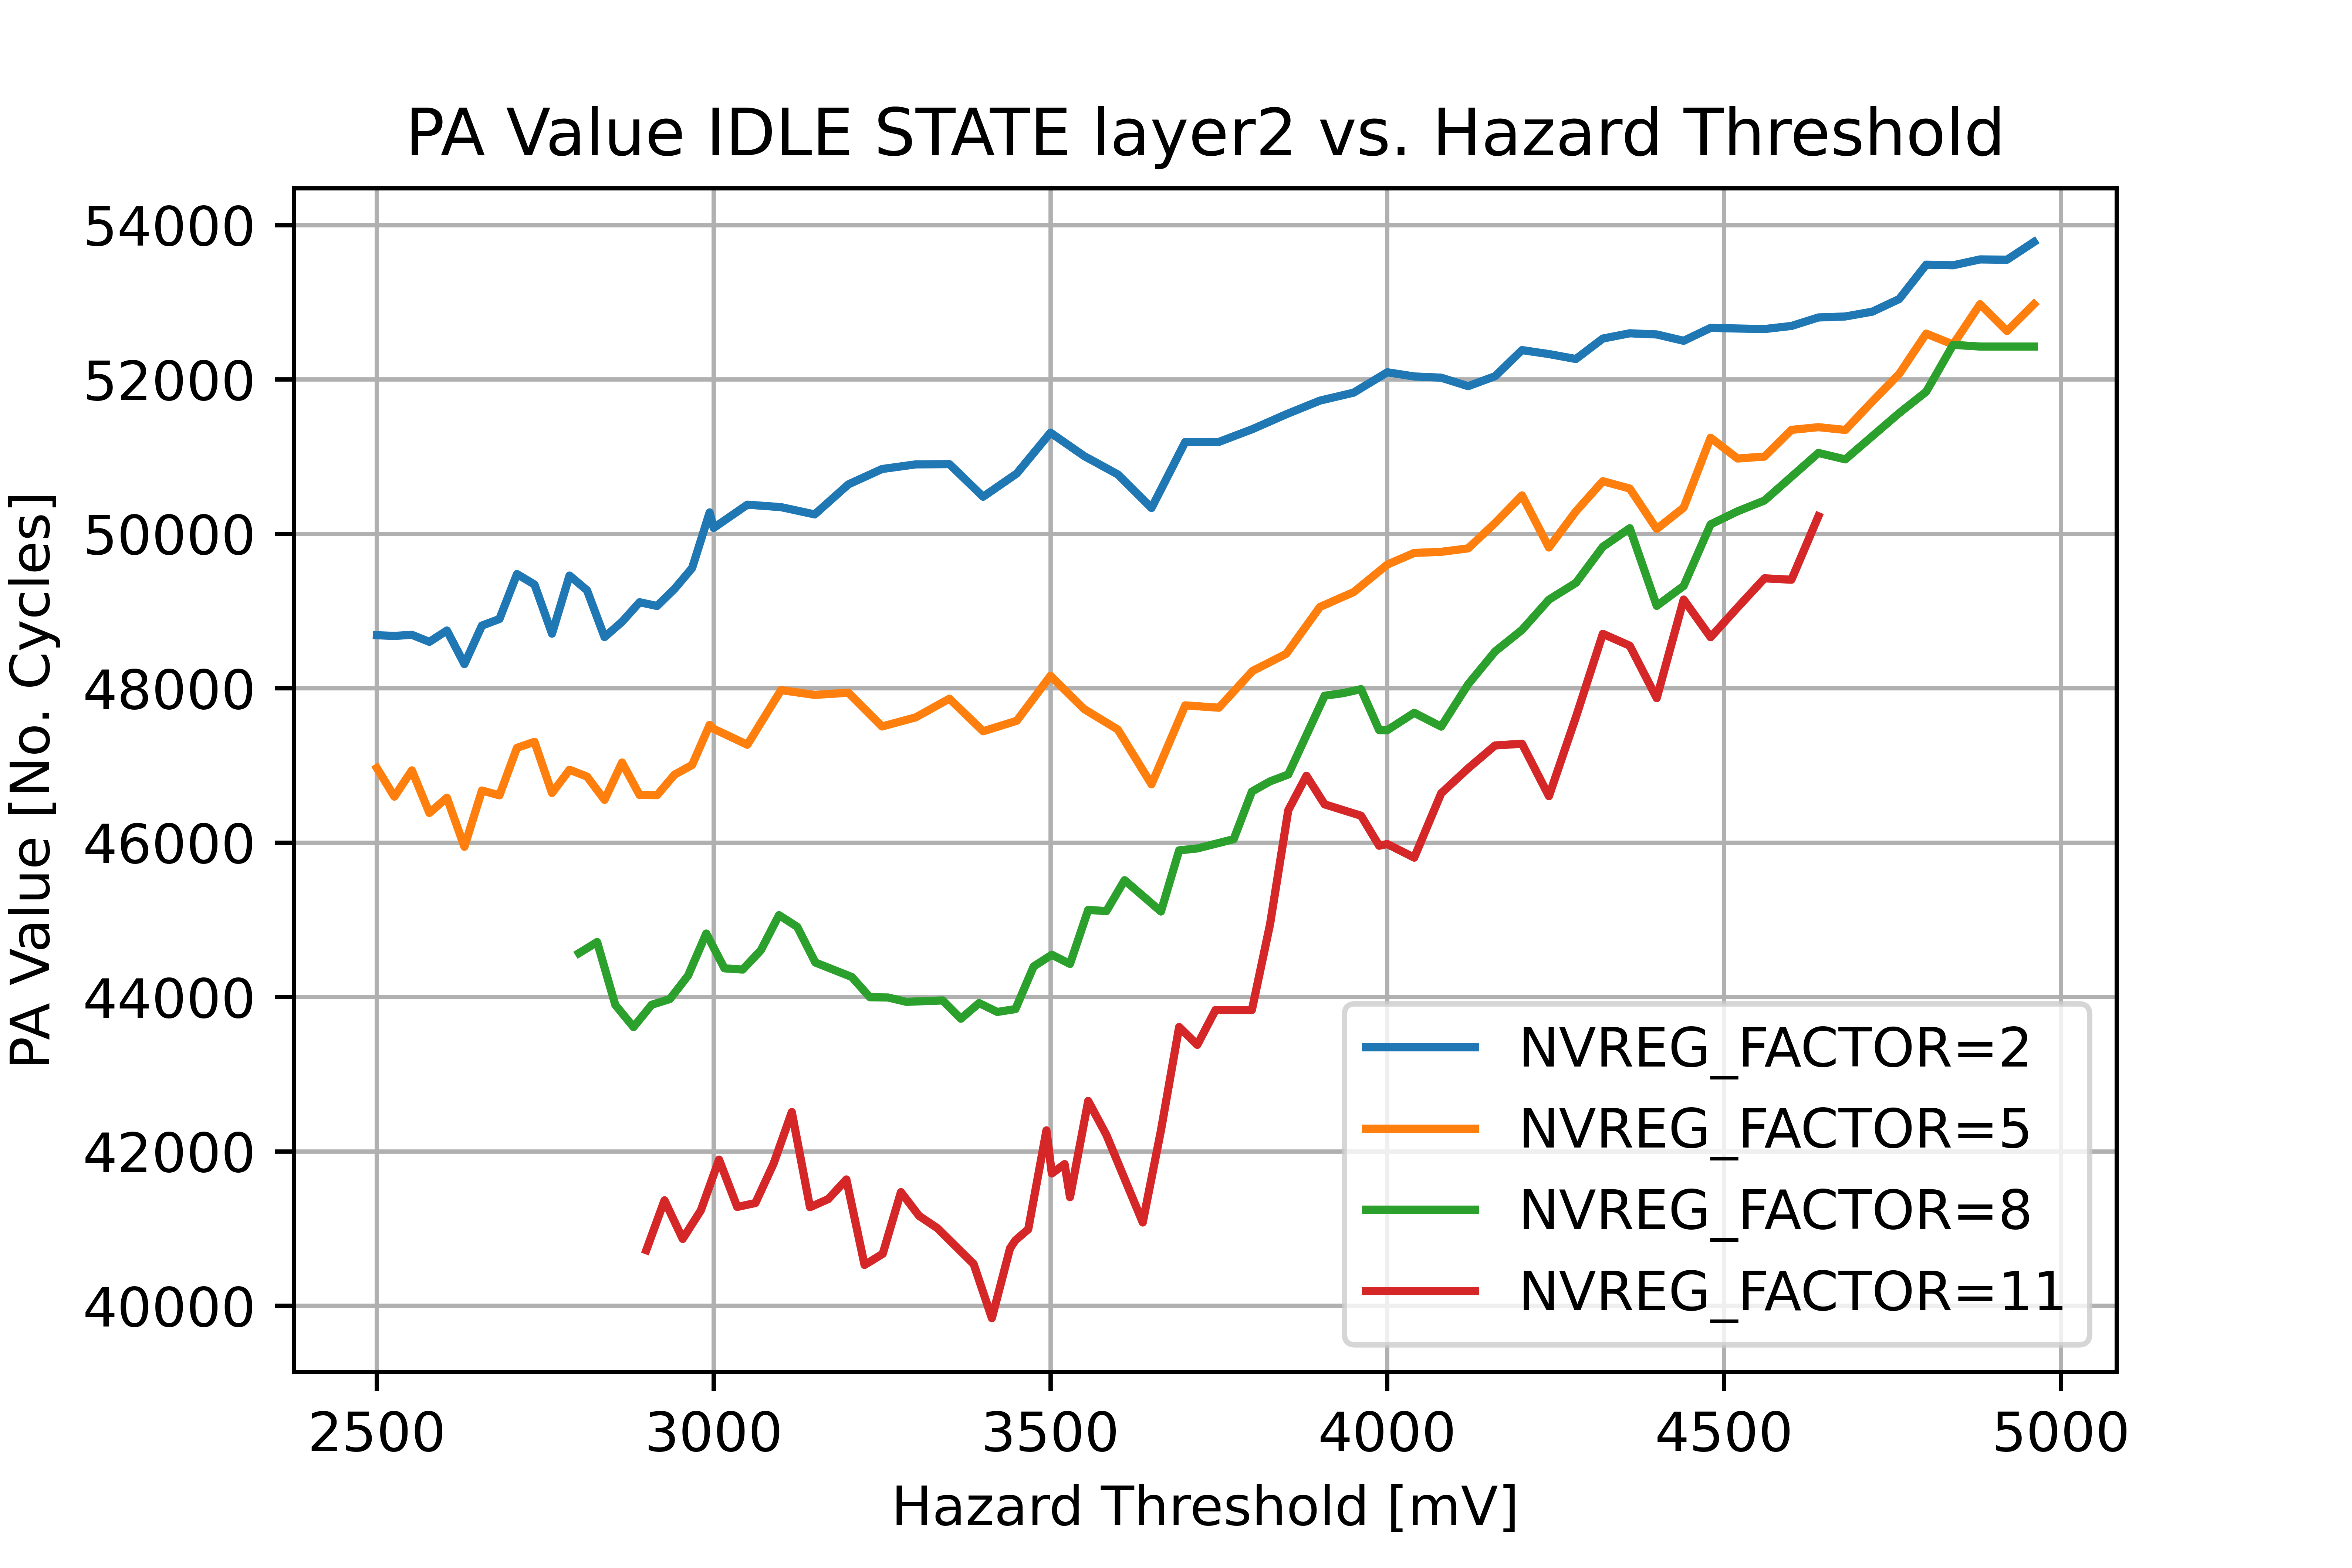 PA Value IDLE STATE layer2 vs. Hazard Threshold
PA Value [No. Cycles]
54000
52000
50000
48000
46000
44000
42000
40000
NVREG_FACTOR=2
NVREG_FACTOR=5
NVREG_FACTOR=8
NVREG_FACTOR=11
2500 3000 3500 4000 4500 5000
Hazard Threshold [mV]